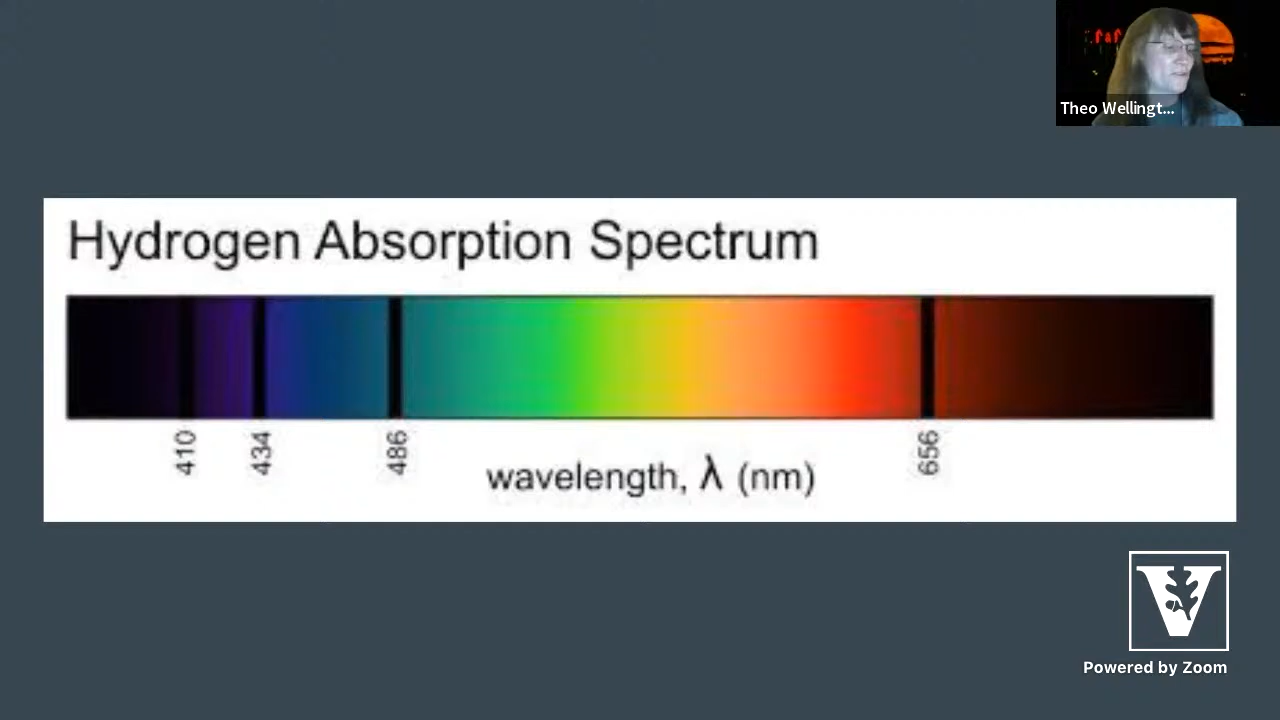 Theo Wellingt...
Hydrogen Absorption Spectrum
410
434
486
656
wavelength, λ (nm)
V
Powered by Zoom